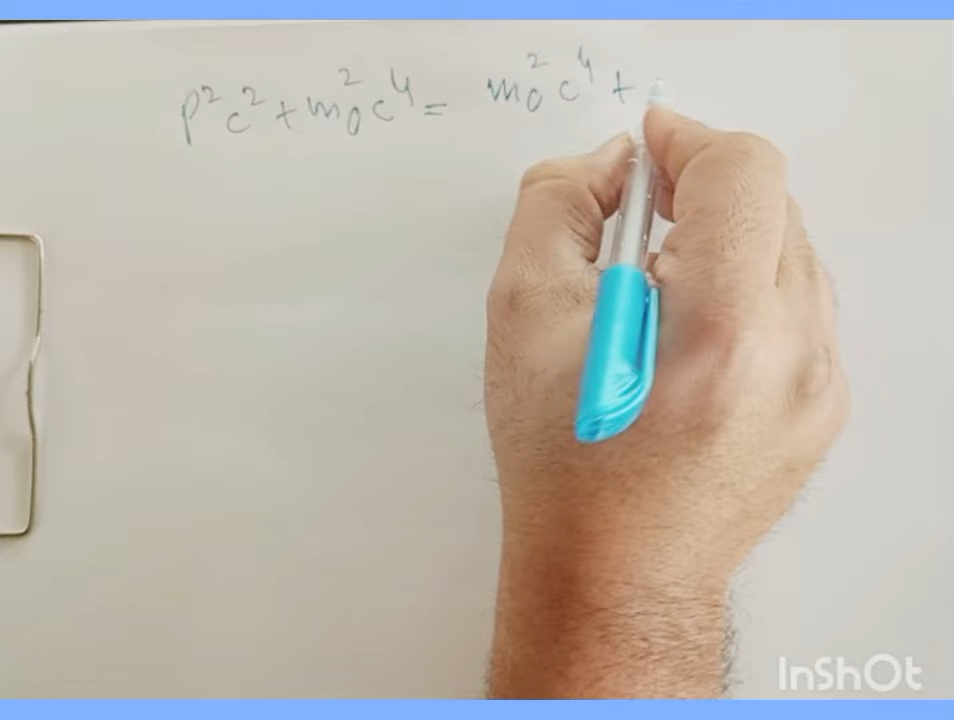 p²c² + m₀²c⁴ = m₀²c⁴ +
InShOt